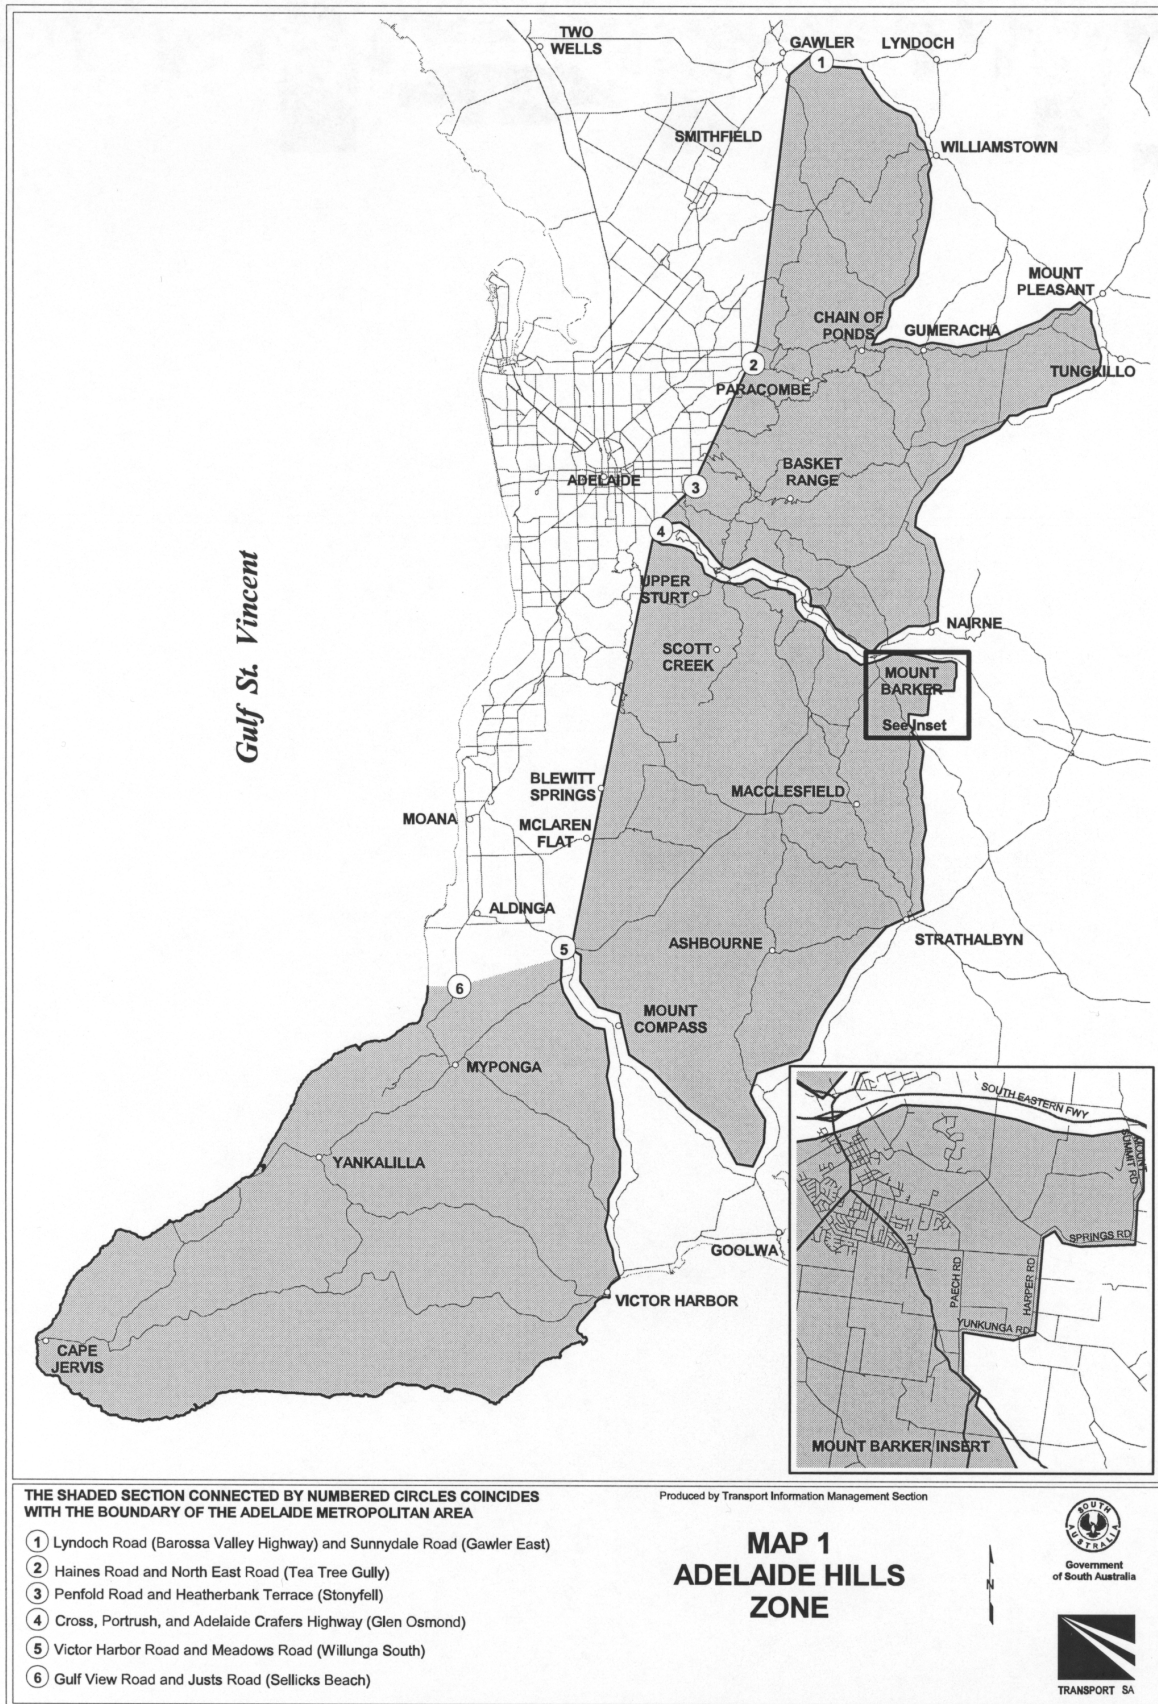 TWO
WELLS
GAWLER
LYNDOCH
1
SMITHFIELD
WILLIAMSTOWN
MOUNT
PLEASANT
CHAIN OF
PONDS
GUMERACHA
2
TUNGKILLO
PARACOMBE
BASKET
RANGE
ADELAIDE
3
4
Gulf St. Vincent
UPPER
STURT
NAIRNE
SCOTT
CREEK
MOUNT
BARKER
See Inset
BLEWITT
SPRINGS
MACCLESFIELD
MOANA
MCLAREN
FLAT
ALDINGA
STRATHALBYN
ASHBOURNE
5
6
MOUNT
COMPASS
MYPONGA
YANKALILLA
GOOLWA
VICTOR HARBOR
CAPE
JERVIS
SOUTH EASTERN FWY
MOUNT
SUMMIT RD
SPRINGS RD
PAECH RD
HARPER RD
YUNKUNGA RD
MOUNT BARKER INSERT
THE SHADED SECTION CONNECTED BY NUMBERED CIRCLES COINCIDES
WITH THE BOUNDARY OF THE ADELAIDE METROPOLITAN AREA
1 Lyndoch Road (Barossa Valley Highway) and Sunnydale Road (Gawler East)
2 Haines Road and North East Road (Tea Tree Gully)
3 Penfold Road and Heatherbank Terrace (Stonyfell)
4 Cross, Portrush, and Adelaide Crafers Highway (Glen Osmond)
5 Victor Harbor Road and Meadows Road (Willunga South)
6 Gulf View Road and Justs Road (Sellicks Beach)
Produced by Transport Information Management Section
MAP 1
ADELAIDE HILLS
ZONE
N
SOUTH
AUSTRALIA
Government
of South Australia
TRANSPORT SA